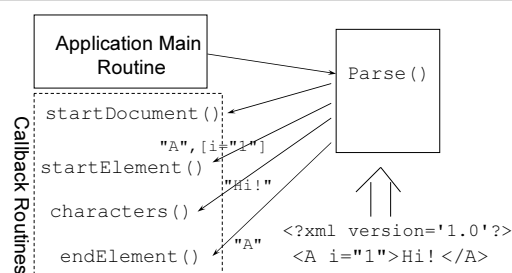 Application Main
Routine
Parse()
Callback Routines
startDocument()
"A",[i="1"]
startElement()
"Hi!"
characters()
"A"
endElement()
<?xml version='1.0'?>
<A i="1">Hi!</A>